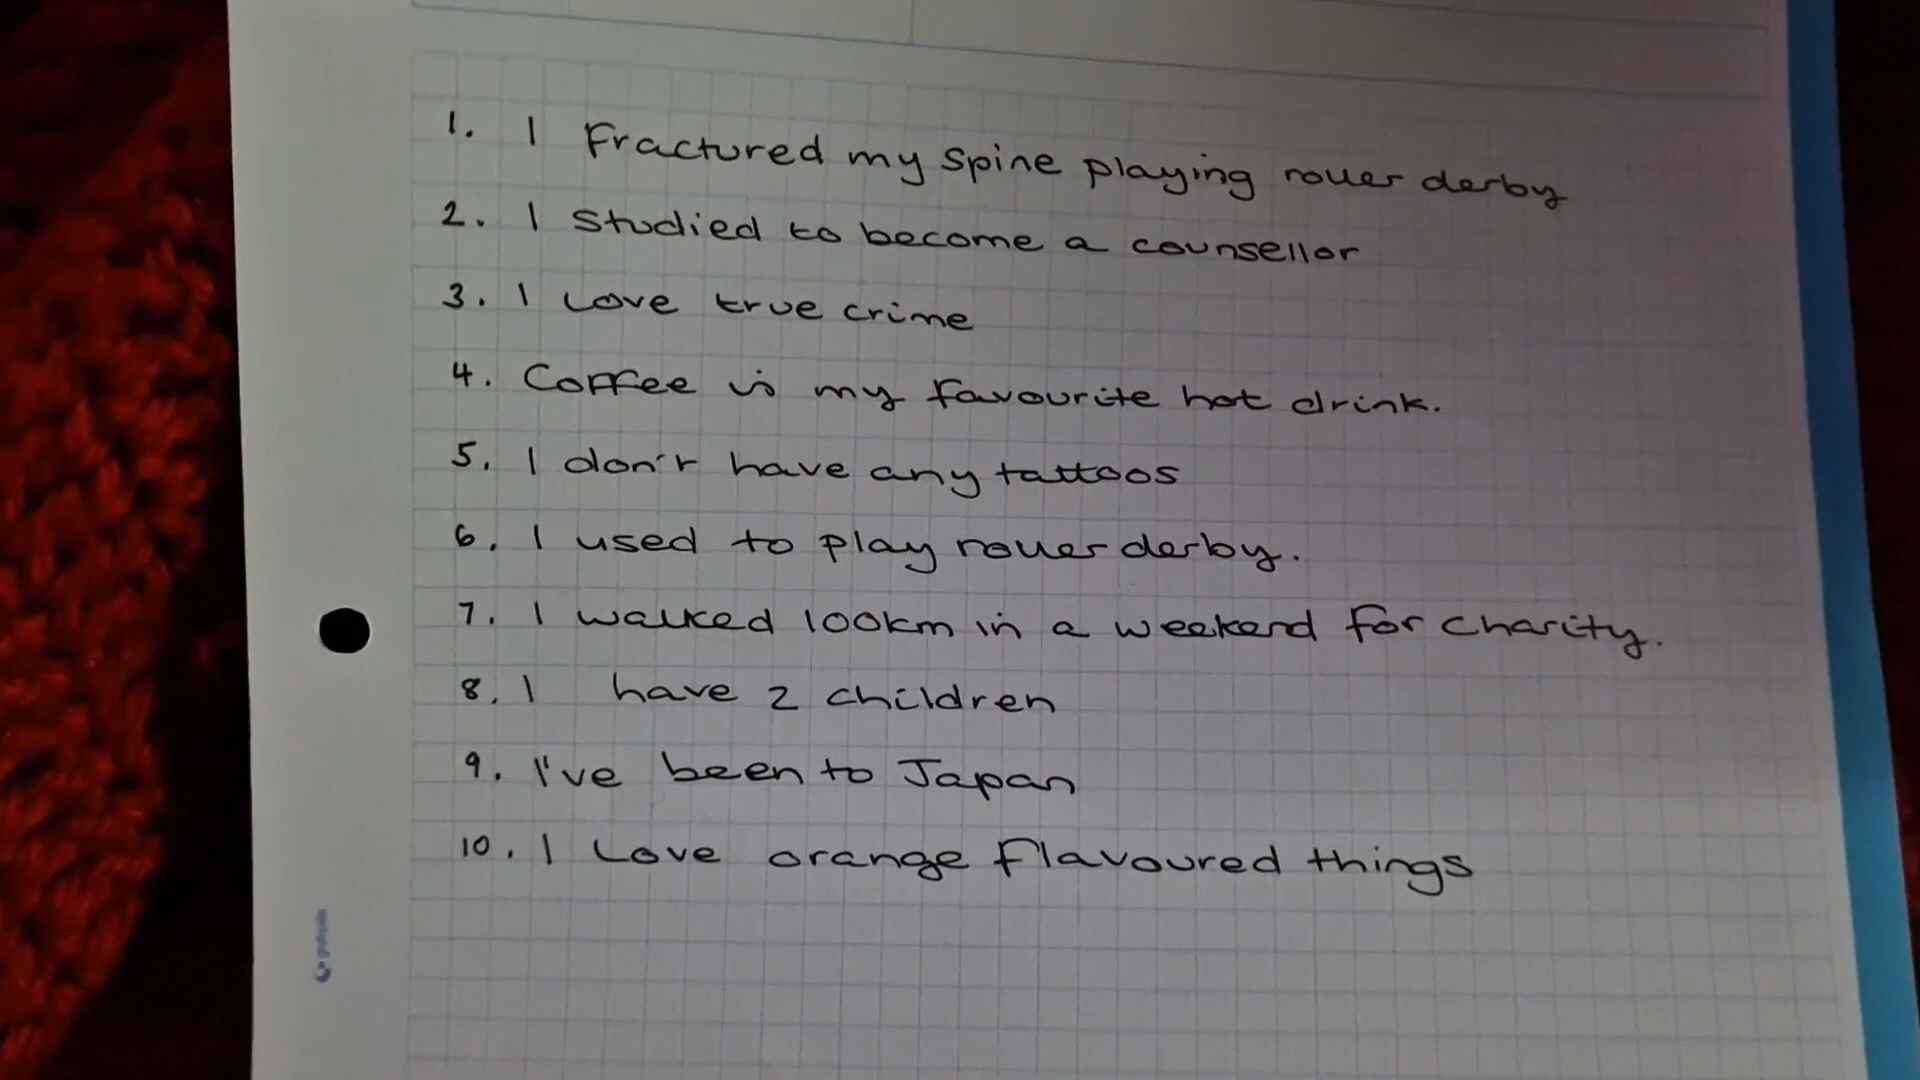 1. I Fractured my spine playing roller derby
2. I studied to become a counsellor
3. I Love true crime
4. Coffee is my favourite hot drink.
5. I don't have any tattoos
6. I used to play roller derby.
7. I walked 100km in a weekend for charity.
8. I have 2 children
9. I've been to Japan
10. I Love orange flavoured things